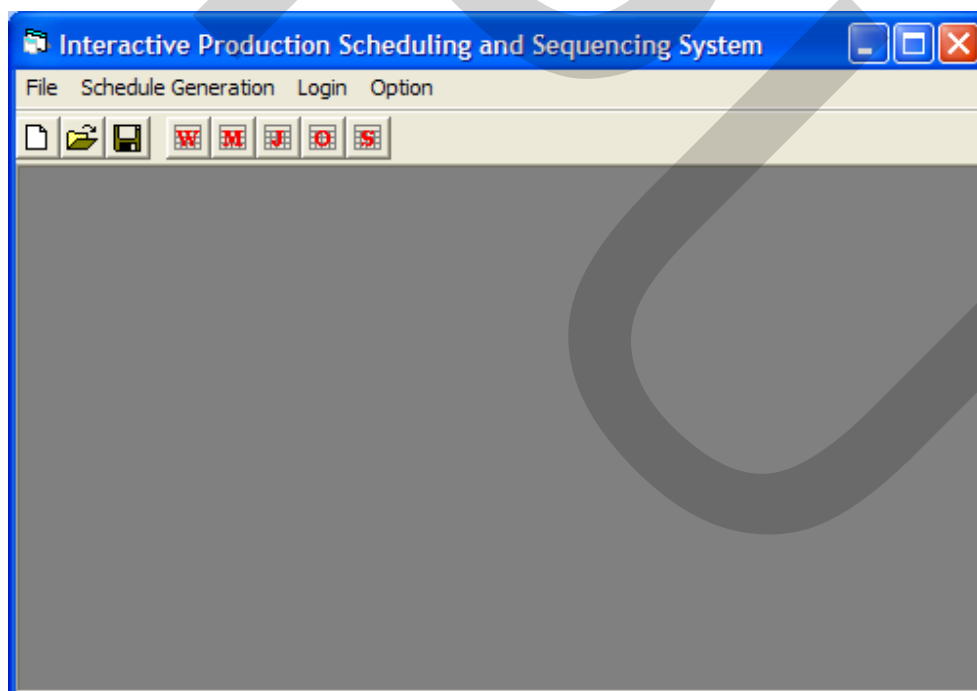 Interactive Production Scheduling and Sequencing System
File Schedule Generation Login Option
W M J O S